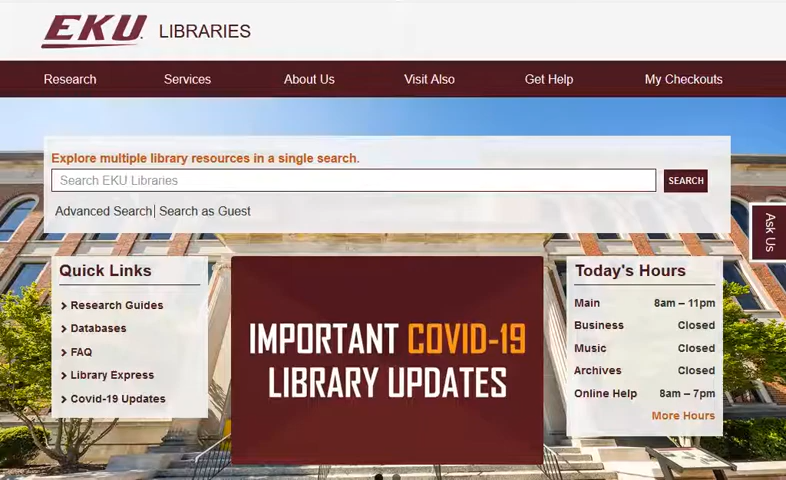 EKU LIBRARIES
Research Services About Us Visit Also Get Help My Checkouts
Explore multiple library resources in a single search.
Search EKU Libraries SEARCH
Advanced Search| Search as Guest
Ask Us
Quick Links
Research Guides
Databases
FAQ
Library Express
Covid-19 Updates
IMPORTANT COVID-19
LIBRARY UPDATES
Today's Hours
Main 8am – 11pm
Business Closed
Music Closed
Archives Closed
Online Help 8am – 7pm
More Hours